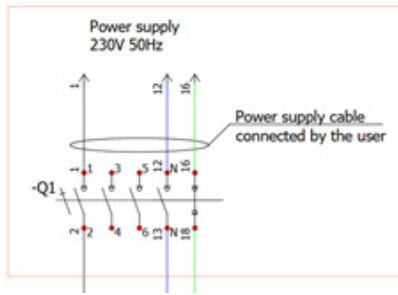 Power supply
230V 50Hz
1 12 16
Power supply cable
connected by the user
1 1 3 5 12 N 16
-Q1
2 2 4 6 13 N 18